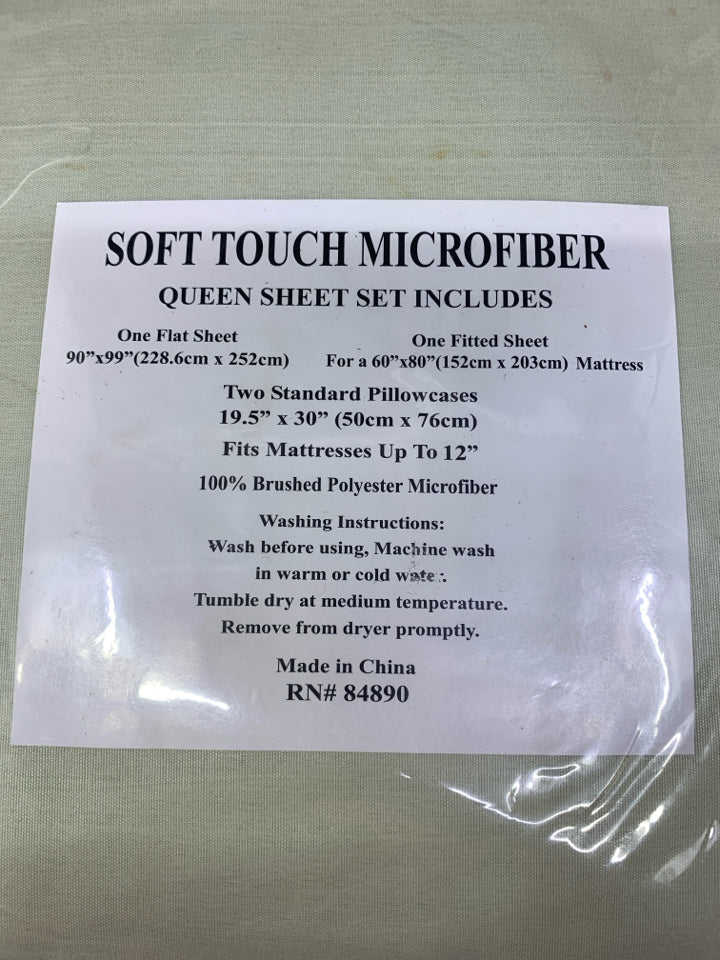 SOFT TOUCH MICROFIBER
QUEEN SHEET SET INCLUDES
One Flat Sheet
90”x99”(228.6cm x 252cm)
One Fitted Sheet
For a 60”x80”(152cm x 203cm) Mattress
Two Standard Pillowcases
19.5” x 30” (50cm x 76cm)
Fits Mattresses Up To 12”
100% Brushed Polyester Microfiber
Washing Instructions:
Wash before using, Machine wash
in warm or cold water.
Tumble dry at medium temperature.
Remove from dryer promptly.
Made in China
RN# 84890